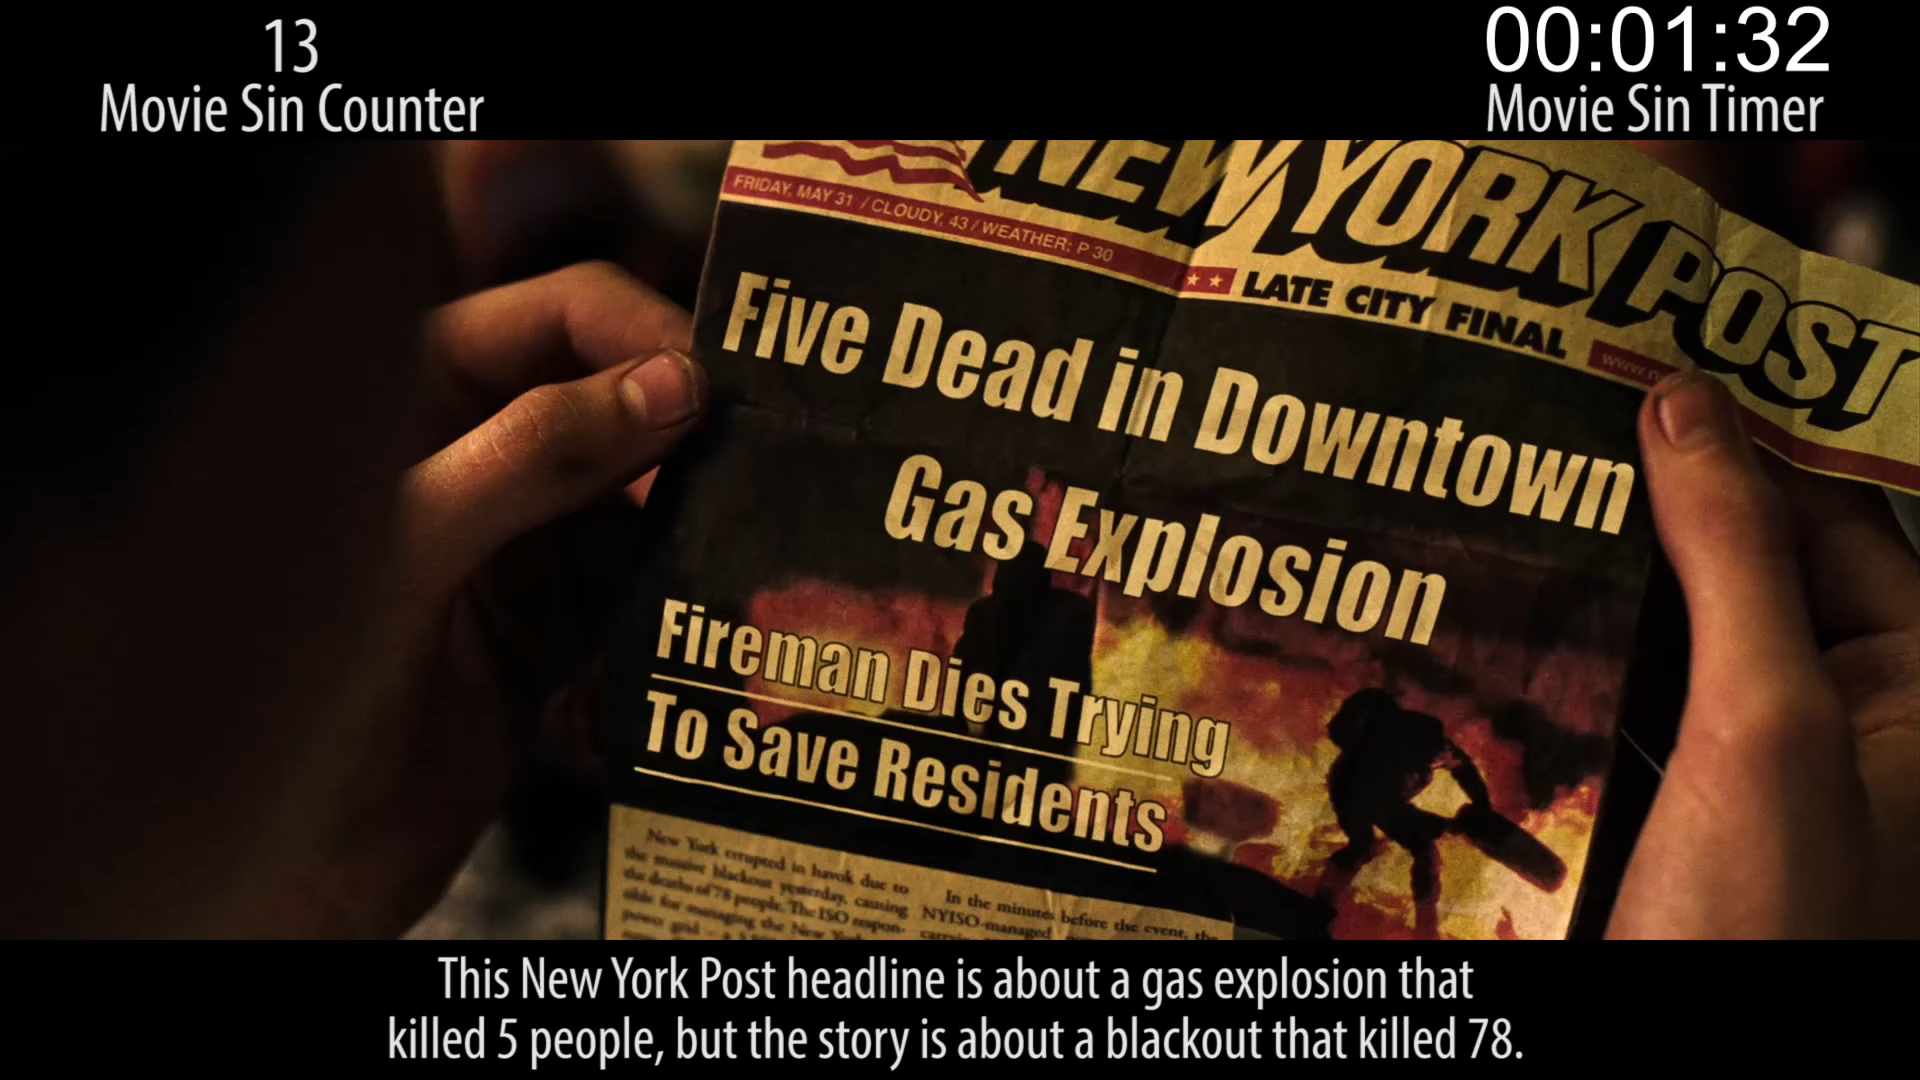 13
Movie Sin Counter
00:01:32
Movie Sin Timer
NEW YORK POST
FRIDAY, MAY 31 / CLOUDY, 43 / WEATHER: P 30
LATE CITY FINAL
Five Dead in Downtown
Gas Explosion
Fireman Dies Trying
To Save Residents
New York erupted in havok due to
the massive blackout yesterday, causing
the deaths of 78 people. The ISO respon-
sible for managing the New York
power grid
In the minutes before the event, the
NYISO-managed
This New York Post headline is about a gas explosion that
killed 5 people, but the story is about a blackout that killed 78.